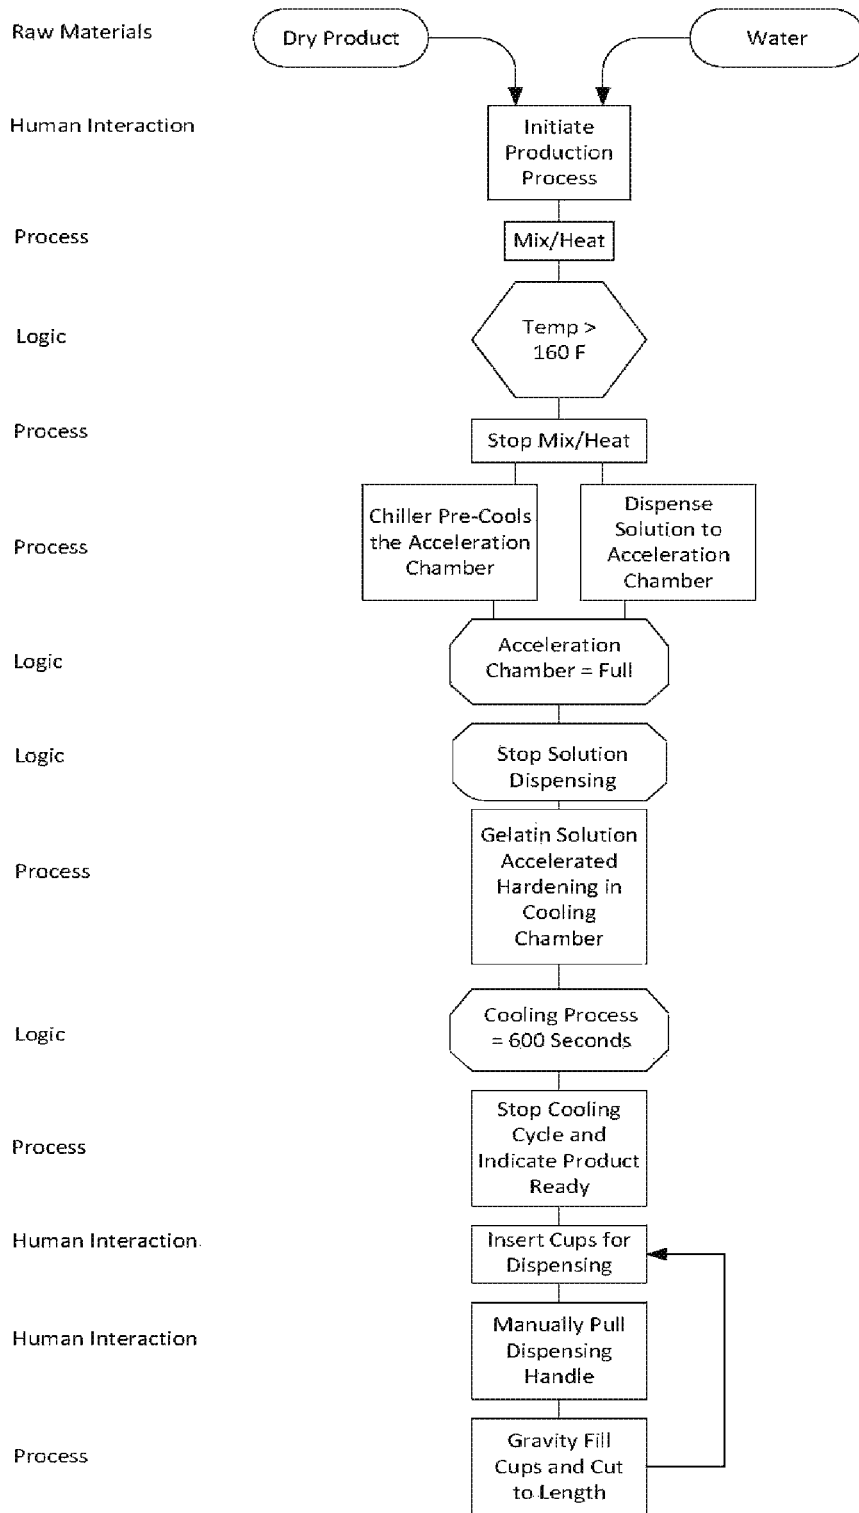 Raw Materials
Dry Product
Water
Human Interaction
Initiate
Production
Process
Process
Mix/Heat
Logic
Temp >
160 F
Process
Stop Mix/Heat
Process
Chiller Pre-Cools
the Acceleration
Chamber
Dispense
Solution to
Acceleration
Chamber
Logic
Acceleration
Chamber = Full
Logic
Stop Solution
Dispensing
Process
Gelatin Solution
Accelerated
Hardening in
Cooling
Chamber
Logic
Cooling Process
= 600 Seconds
Process
Stop Cooling
Cycle and
Indicate Product
Ready
Human Interaction
Insert Cups for
Dispensing
Human Interaction
Manually Pull
Dispensing
Handle
Process
Gravity Fill
Cups and Cut
to Length